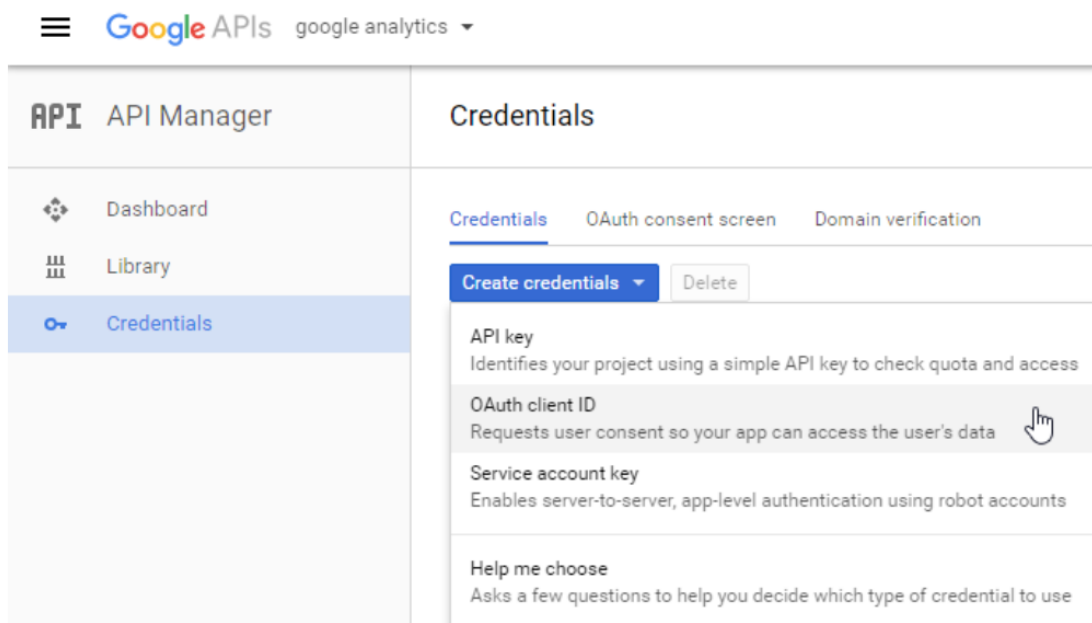 Google APIs google analytics
API API Manager
Credentials
Dashboard
Library
Credentials
Credentials OAuth consent screen Domain verification
Create credentials Delete
API key
Identifies your project using a simple API key to check quota and access
OAuth client ID
Requests user consent so your app can access the user's data
Service account key
Enables server-to-server, app-level authentication using robot accounts
Help me choose
Asks a few questions to help you decide which type of credential to use